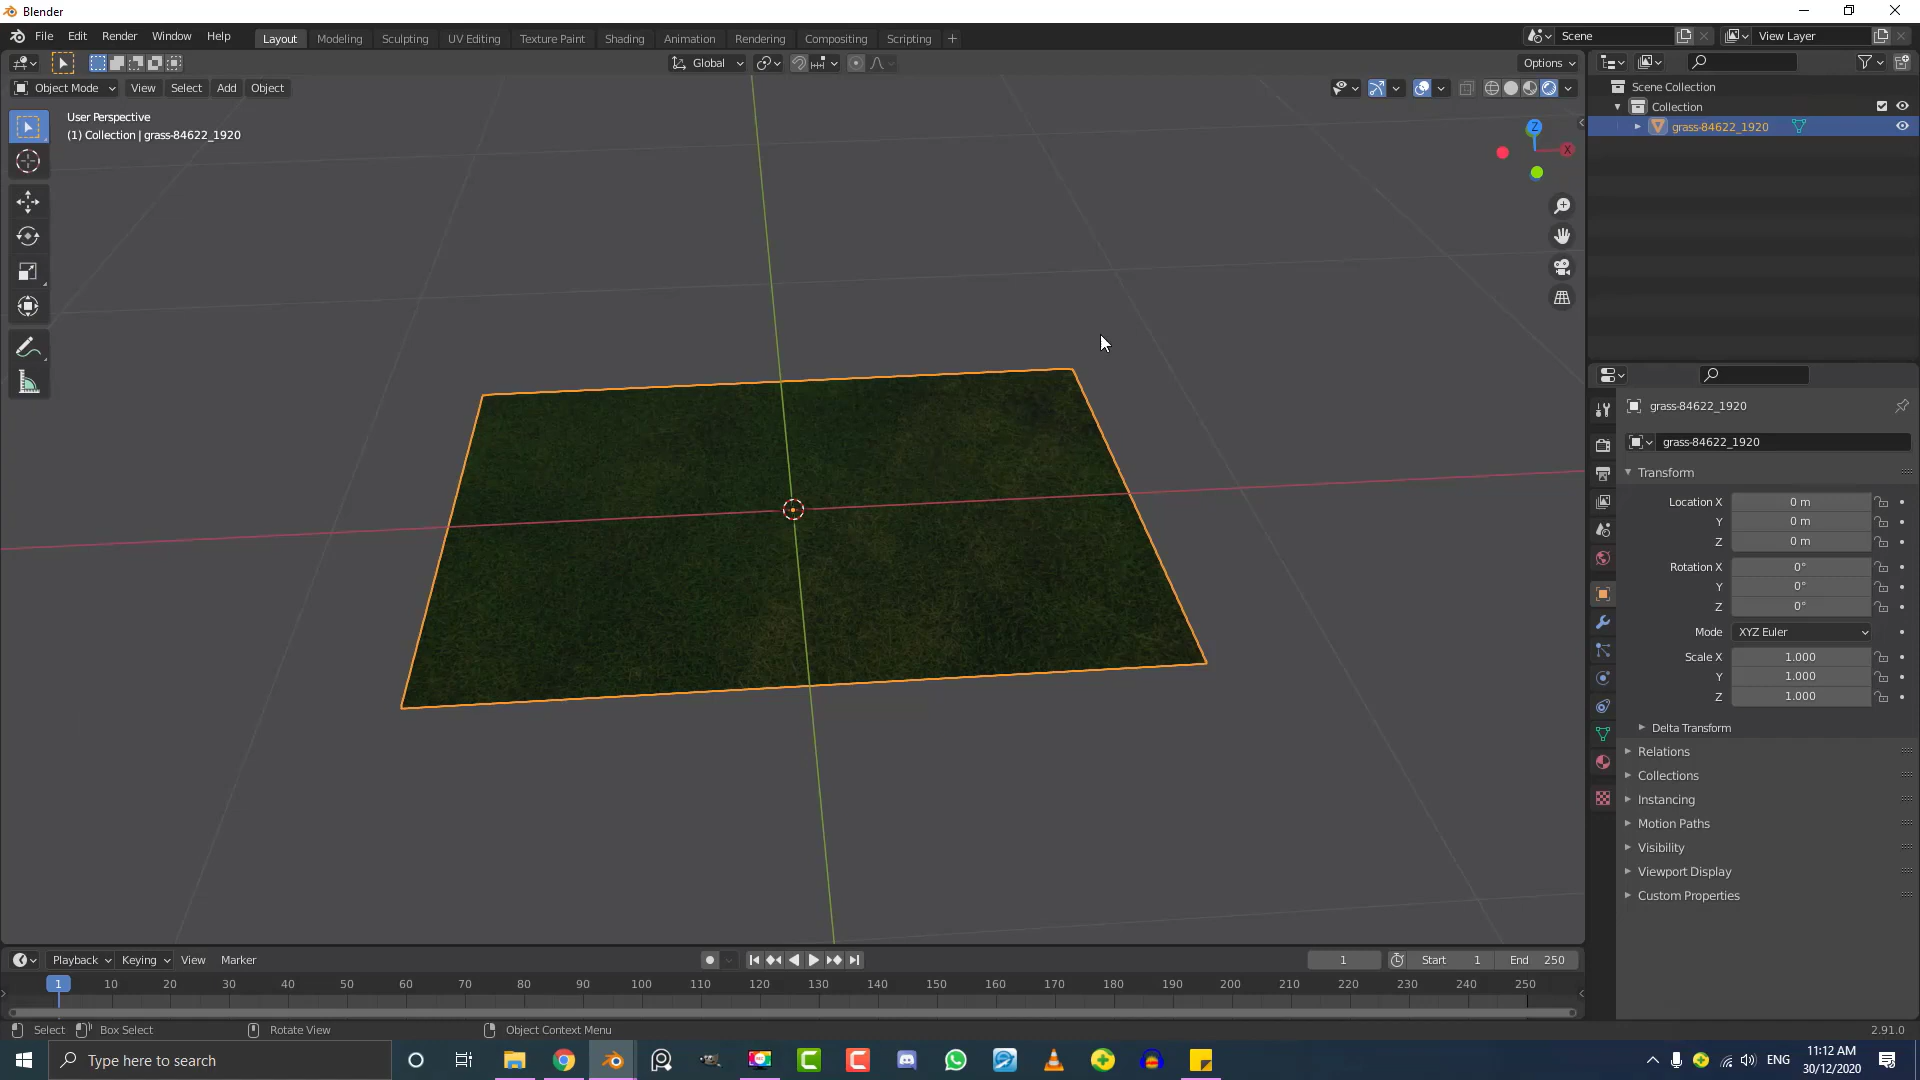 Blender
File Edit Render Window Help Layout Modeling Sculpting UV Editing Texture Paint Shading Animation Rendering Compositing Scripting + Scene View Layer
Global Options
Object Mode View Select Add Object
User Perspective
(1) Collection | grass-84622_1920
Z
X
Scene Collection
Collection
grass-84622_1920
grass-84622_1920
grass-84622_1920
Transform
Location X 0 m
Y 0 m
Z 0 m
Rotation X 0°
Y 0°
Z 0°
Mode XYZ Euler
Scale X 1.000
Y 1.000
Z 1.000
Delta Transform
Relations
Collections
Instancing
Motion Paths
Visibility
Viewport Display
Custom Properties
Playback Keying View Marker 1 Start 1 End 250
1 10 20 30 40 50 60 70 80 90 100 110 120 130 140 150 160 170 180 190 200 210 220 230 240 250
Select Box Select Rotate View Object Context Menu 2.91.0
Type here to search
ENG
11:12 AM
30/12/2020